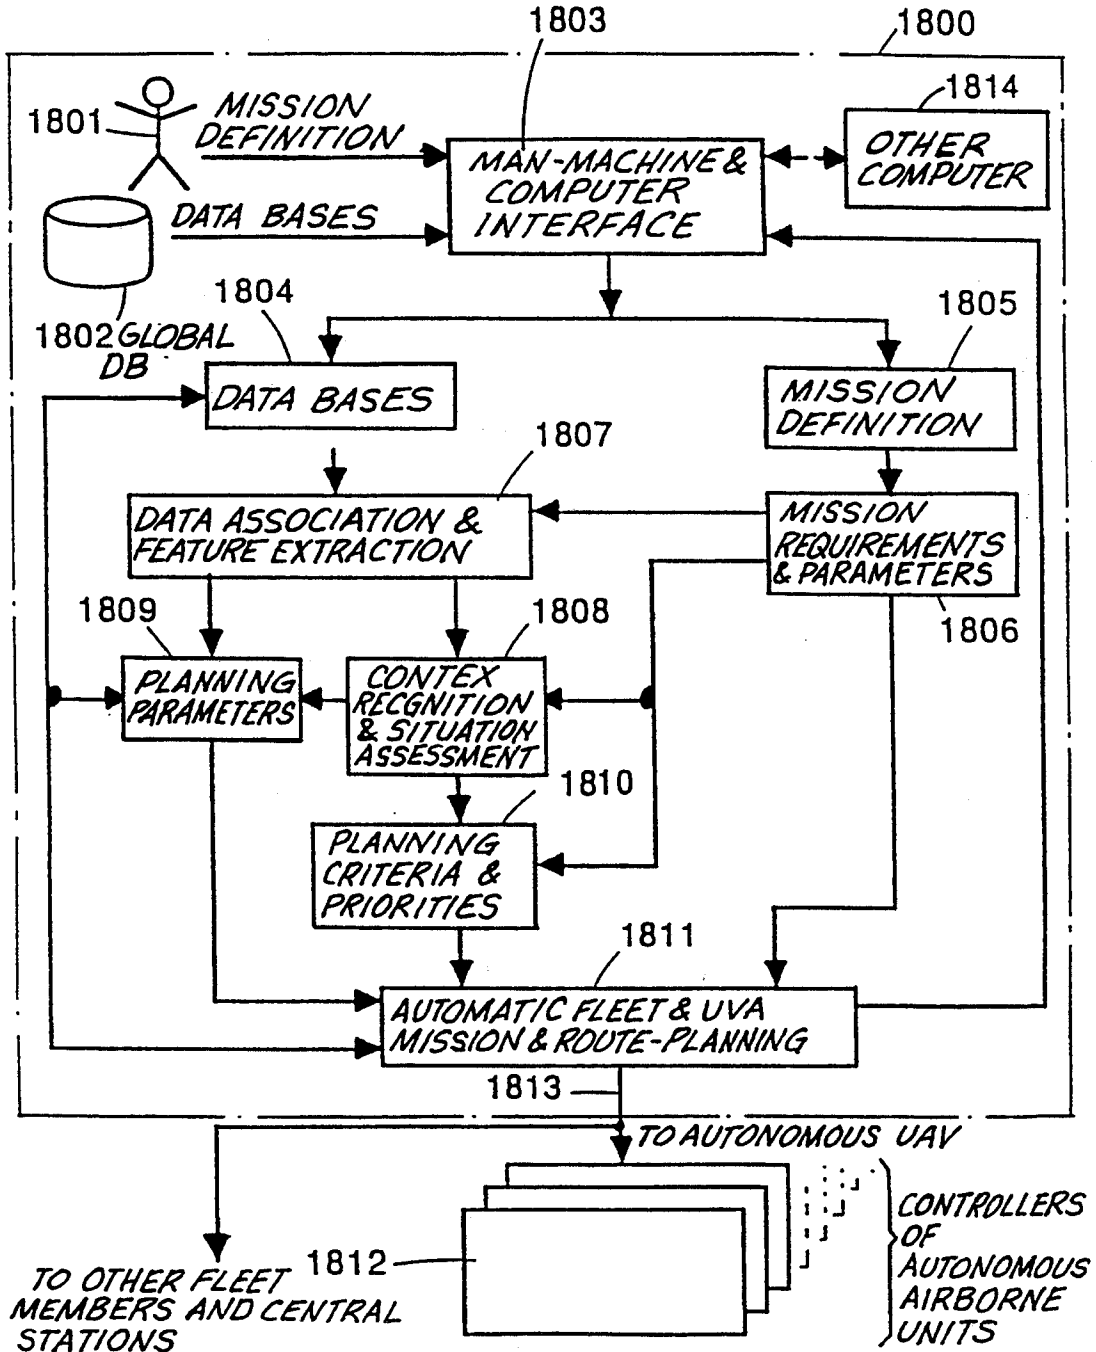 1803
1800
1814
1801
MISSION
DEFINITION
MAN-MACHINE &
COMPUTER
INTERFACE
OTHER
COMPUTER
DATA BASES
1804
1805
1802 GLOBAL
DB
DATA BASES
MISSION
DEFINITION
1807
DATA ASSOCIATION &
FEATURE EXTRACTION
MISSION
REQUIREMENTS
& PARAMETERS
1809
1808
1806
PLANNING
PARAMETERS
CONTEX
RECGNITION
& SITUATION
ASSESSMENT
1810
PLANNING
CRITERIA &
PRIORITIES
1811
AUTOMATIC FLEET & UVA
MISSION & ROUTE-PLANNING
1813
TO AUTONOMOUS UAV
CONTROLLERS
OF
AUTONOMOUS
AIRBORNE
UNITS
1812
TO OTHER FLEET
MEMBERS AND CENTRAL
STATIONS